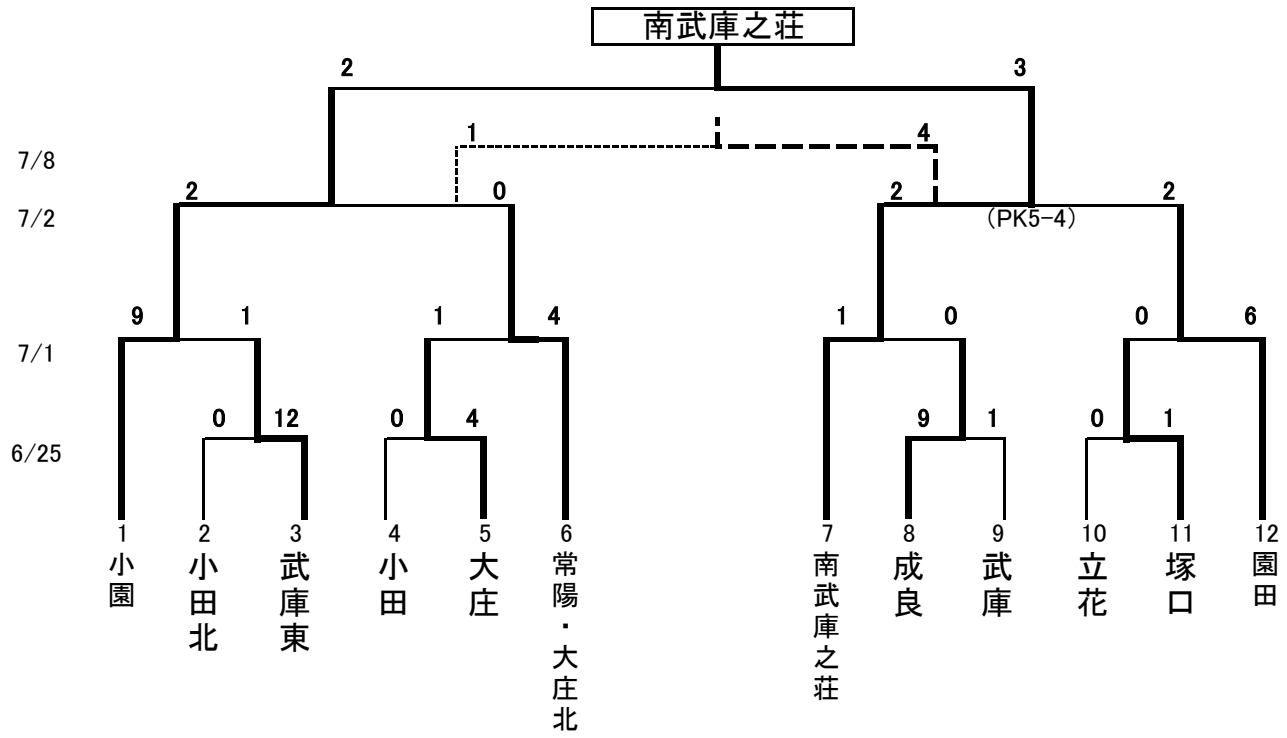 南武庫之荘
2 3
1 4
7/8
2 0 2 2
7/2
(PK5-4)
9 1 1 4 1 0 0 6
7/1
0 12 0 4 9 1 0 1
6/25
1 2 3 4 5 6 7 8 9 10 11 12
小園
小田北
武庫東
小田
大庄
常陽・大庄北
南武庫之荘
成良
武庫
立花
塚口
園田